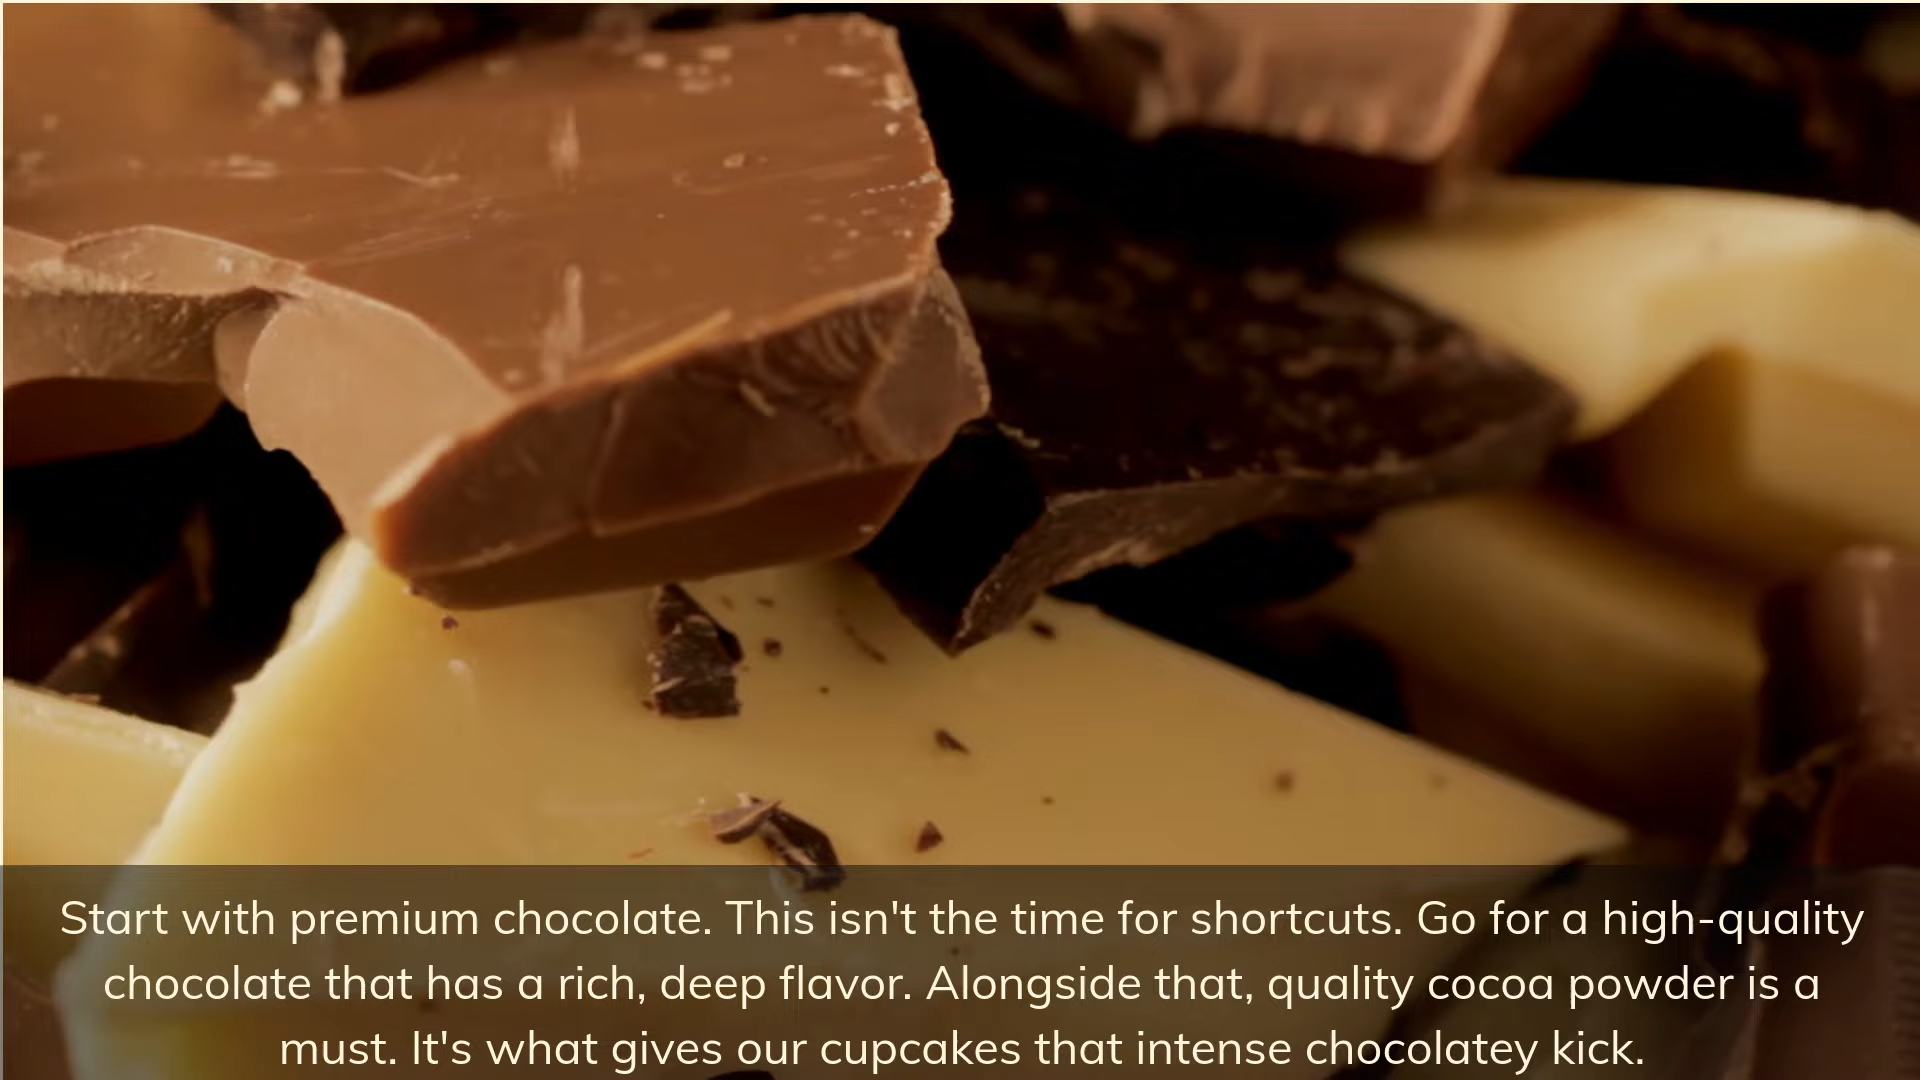 Start with premium chocolate. This isn't the time for shortcuts. Go for a high-quality
chocolate that has a rich, deep flavor. Alongside that, quality cocoa powder is a
must. It's what gives our cupcakes that intense chocolatey kick.